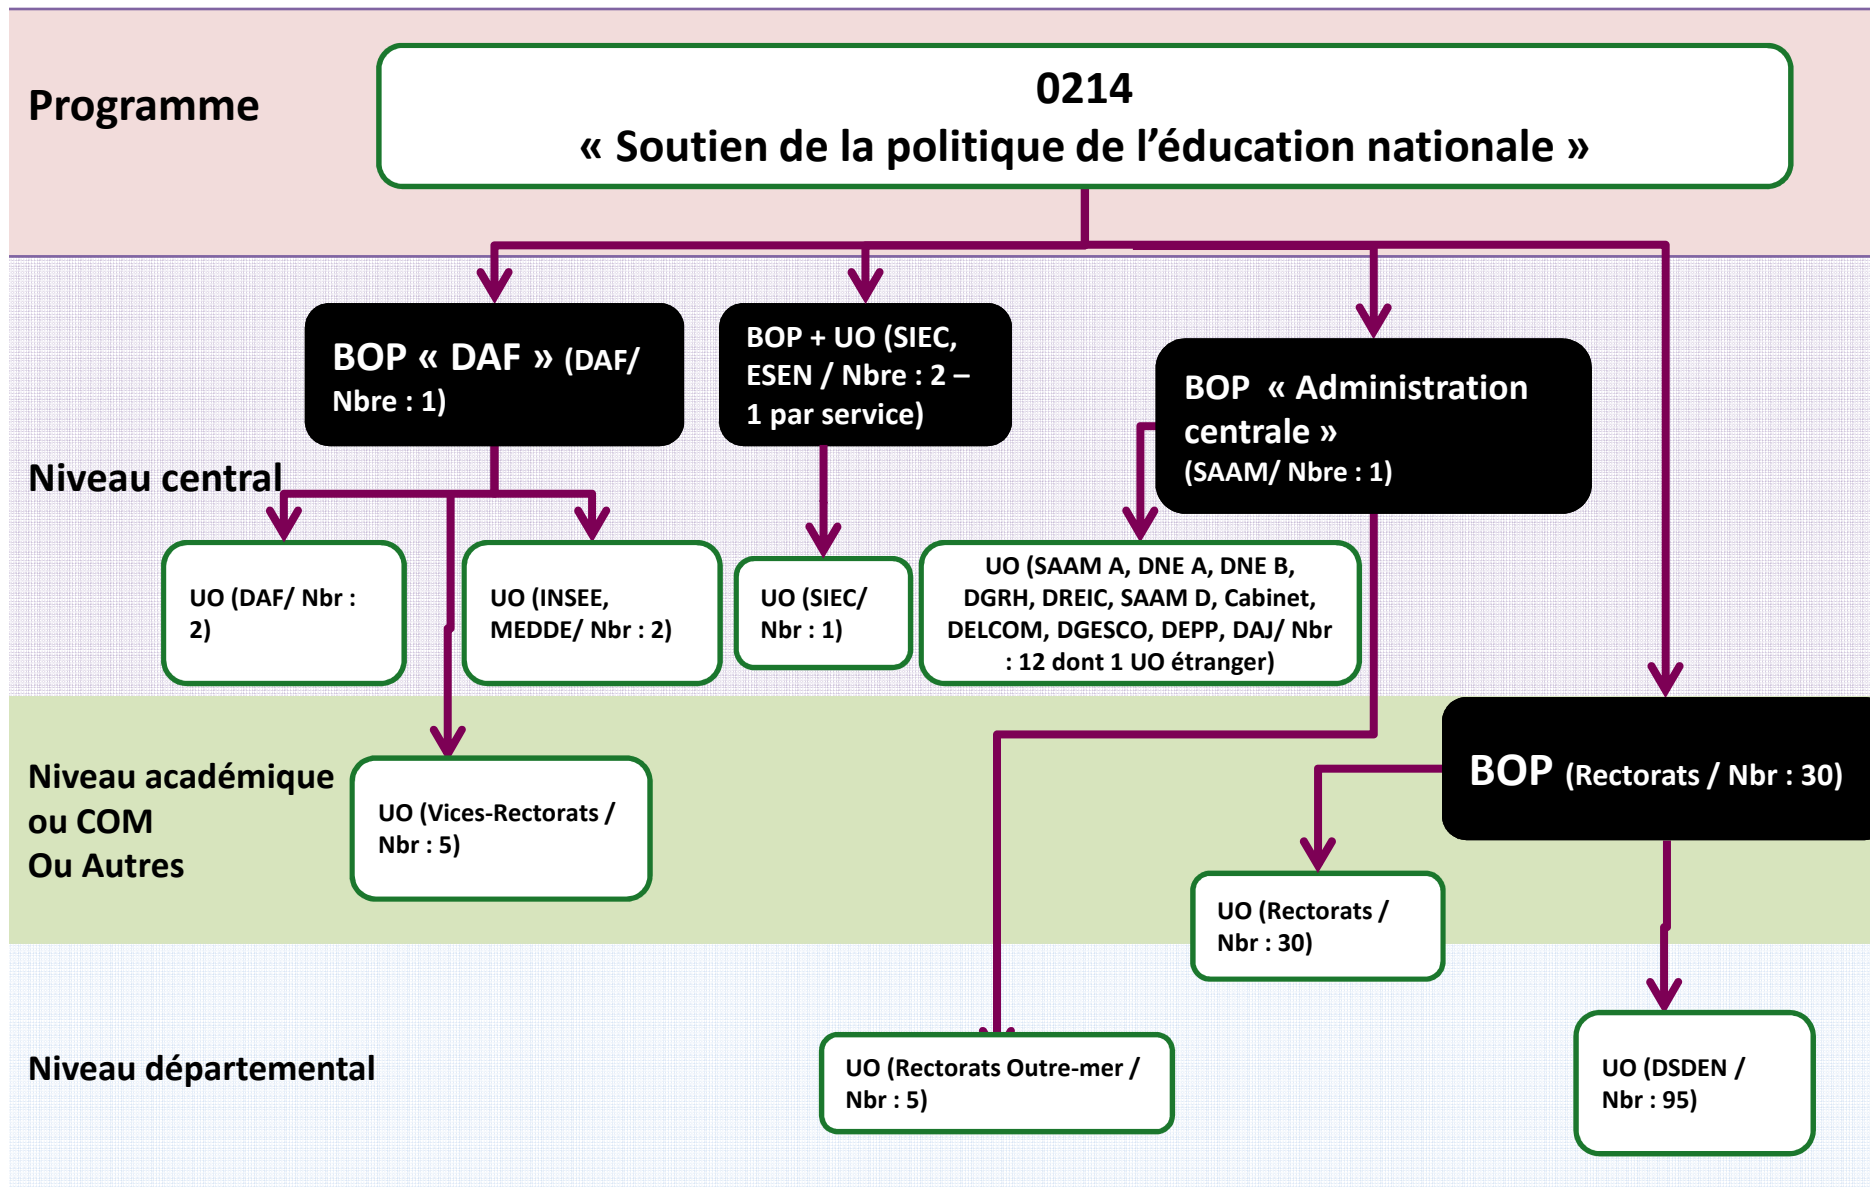 Programme
0214
« Soutien de la politique de l’éducation nationale »
Niveau central
BOP « DAF » (DAF/
Nbre : 1)
BOP + UO (SIEC,
ESEN / Nbre : 2 –
1 par service)
BOP « Administration
centrale »
(SAAM/ Nbre : 1)
UO (DAF/ Nbr :
2)
UO (INSEE,
MEDDE/ Nbr : 2)
UO (SIEC/
Nbr : 1)
UO (SAAM A, DNE A, DNE B,
DGRH, DREIC, SAAM D, Cabinet,
DELCOM, DGESCO, DEPP, DAJ/ Nbr
: 12 dont 1 UO étranger)
Niveau académique
ou COM
Ou Autres
UO (Vices-Rectorats /
Nbr : 5)
BOP (Rectorats / Nbr : 30)
UO (Rectorats /
Nbr : 30)
Niveau départemental
UO (Rectorats Outre-mer /
Nbr : 5)
UO (DSDEN /
Nbr : 95)